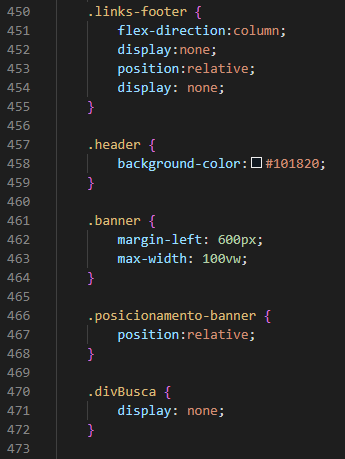 450 .links-footer {
451 flex-direction:column;
452 display:none;
453 position:relative;
454 display: none;
455 }
456
457 .header {
458 background-color: #101820;
459 }
460
461 .banner {
462 margin-left: 600px;
463 max-width: 100vw;
464 }
465
466 .posicionamento-banner {
467 position:relative;
468 }
469
470 .divBusca {
471 display: none;
472 }
473